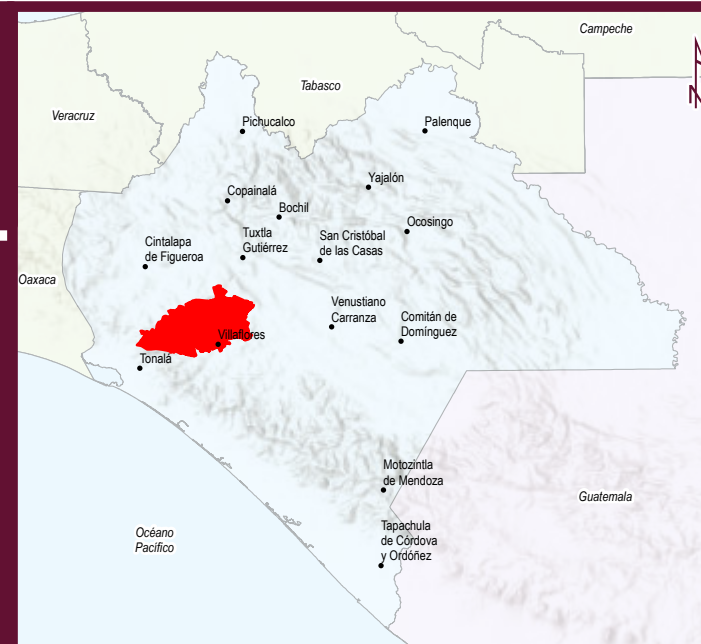 Campeche
N
Tabasco
Veracruz
Pichucalco
Palenque
Yajalón
Copainalá
Bochil
Ocosingo
Tuxtla
Gutiérrez
San Cristóbal
de las Casas
Cintalapa
de Figueroa
Oaxaca
Venustiano
Carranza
Comitán de
Domínguez
Villaflores
Tonalá
Motozintla
de Mendoza
Guatemala
Océano
Pacífico
Tapachula
de Córdova
y Ordóñez